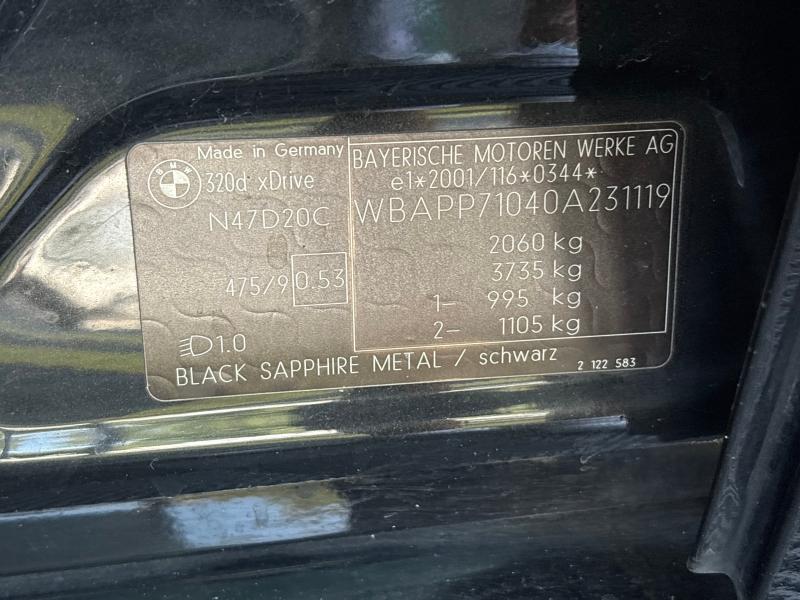 BMW
Made in Germany
320d xDrive
N47D20C
475/9 0.53
1.0
BAYERISCHE MOTOREN WERKE AG
e1*2001/116*0344*
WBAPP71040A231119
2060 kg
3735 kg
1- 995 kg
2- 1105 kg
BLACK SAPPHIRE METAL / schwarz
2 122 583